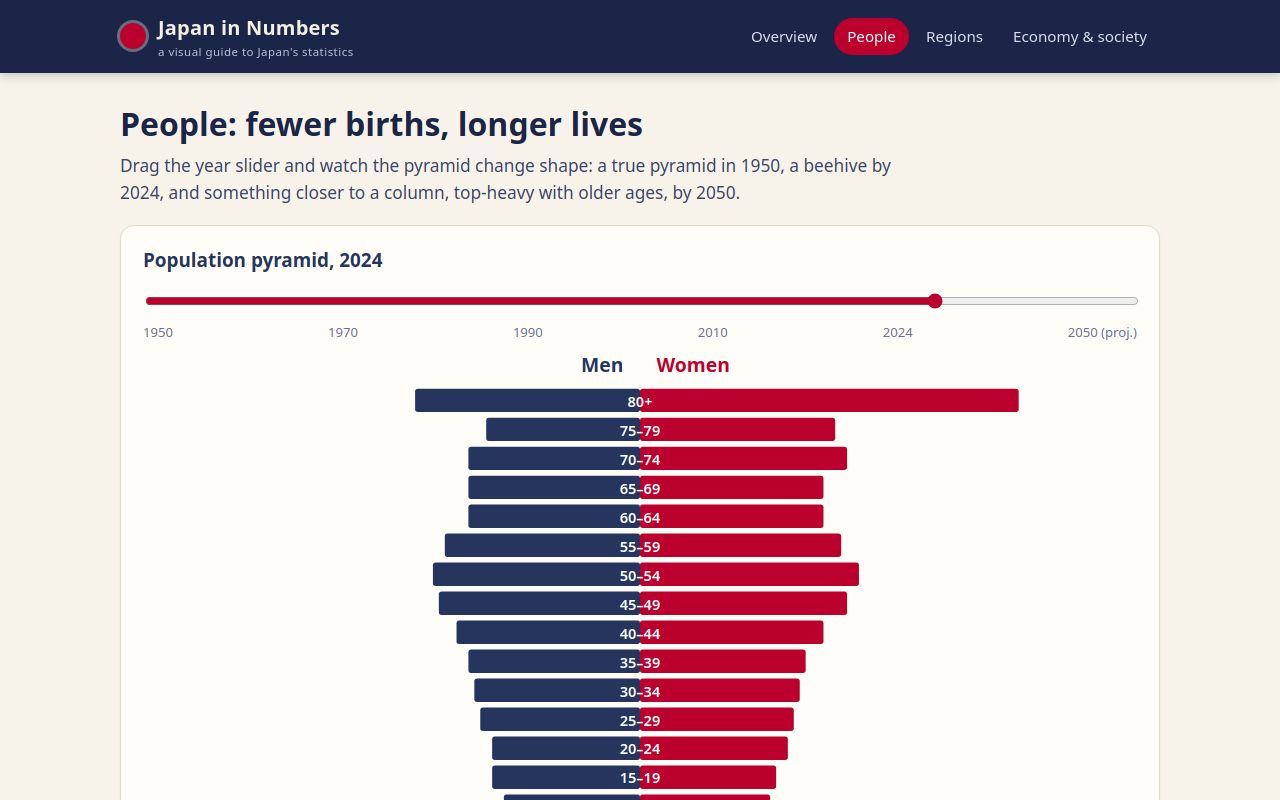 Japan in Numbers
a visual guide to Japan's statistics
Overview
People
Regions
Economy & society
People: fewer births, longer lives
Drag the year slider and watch the pyramid change shape: a true pyramid in 1950, a beehive by
2024, and something closer to a column, top-heavy with older ages, by 2050.
Population pyramid, 2024
1950
1970
1990
2010
2024
2050 (proj.)
Men
Women
80+
75–79
70–74
65–69
60–64
55–59
50–54
45–49
40–44
35–39
30–34
25–29
20–24
15–19